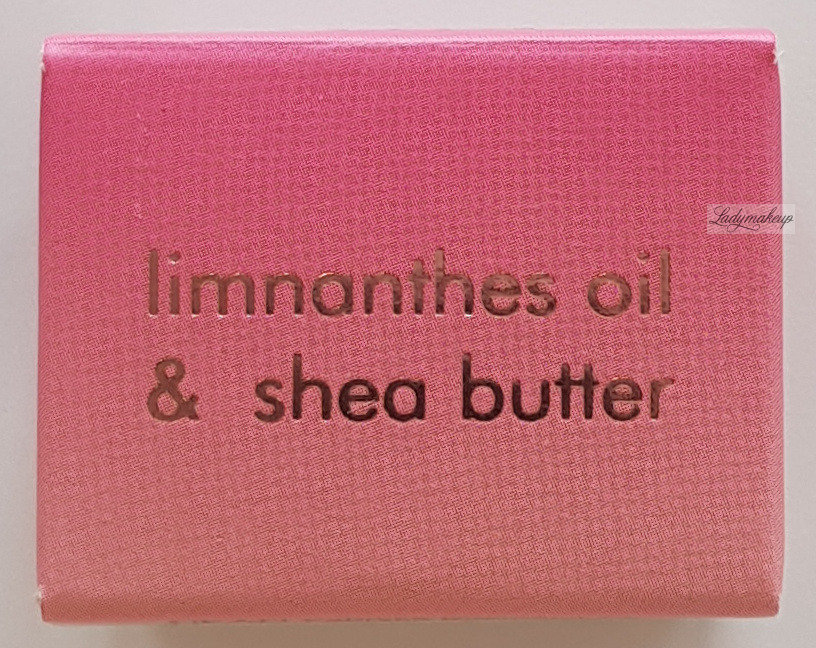 Ladymakeup
limnanthes oil
& shea butter